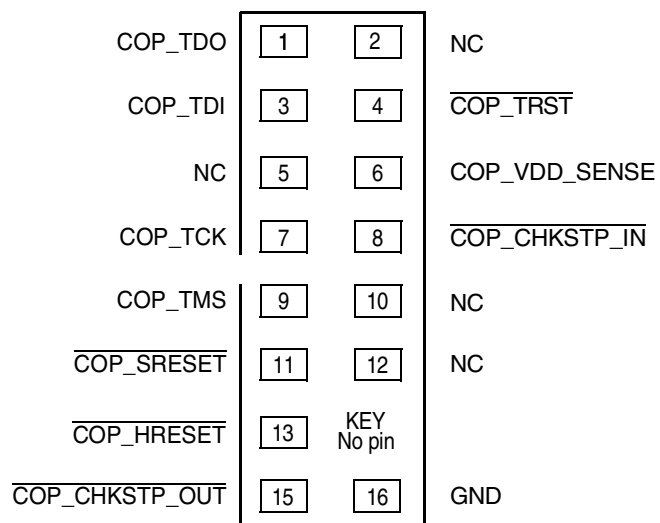 COP_TDO 1 2 NC
COP_TDI 3 4 COP_TRST
NC 5 6 COP_VDD_SENSE
COP_TCK 7 8 COP_CHKSTP_IN
COP_TMS 9 10 NC
COP_SRESET 11 12 NC
COP_HRESET 13 KEY
No pin
COP_CHKSTP_OUT 15 16 GND